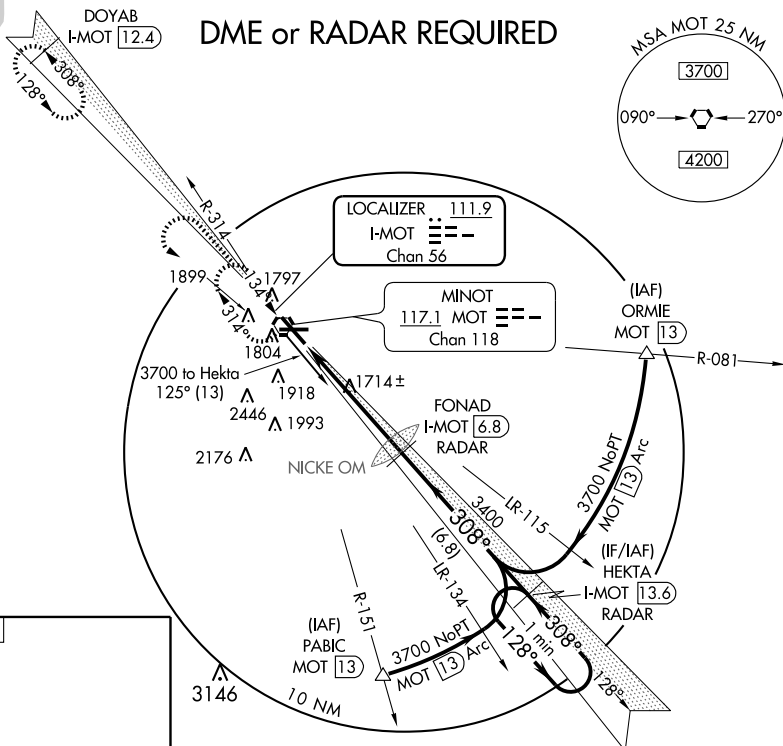 DOYAB
I-MOT 12.4
DME or RADAR REQUIRED
MSA MOT 25 NM
3700
090°
270°
4200
308°
128°
R-314
LOCALIZER 111.9
I-MOT
Chan 56
134°
1797
1899
314°
1804
MINOT
117.1 MOT
Chan 118
(IAF)
ORMIE
MOT 13
R-081
3700 to Hekta
125° (13)
1714±
1918
2446
1993
2176
FONAD
I-MOT 6.8
RADAR
NICKE OM
3400
LR-115
3700 NoPT
MOT 13 Arc
308°
(6.8)
LR-134
(IF/IAF)
HEKTA
I-MOT 13.6
RADAR
R-151
(IAF)
PABIC
MOT 13
3700 NoPT
MOT 13 Arc
1 min
128°
308°
128°
3146
10 NM